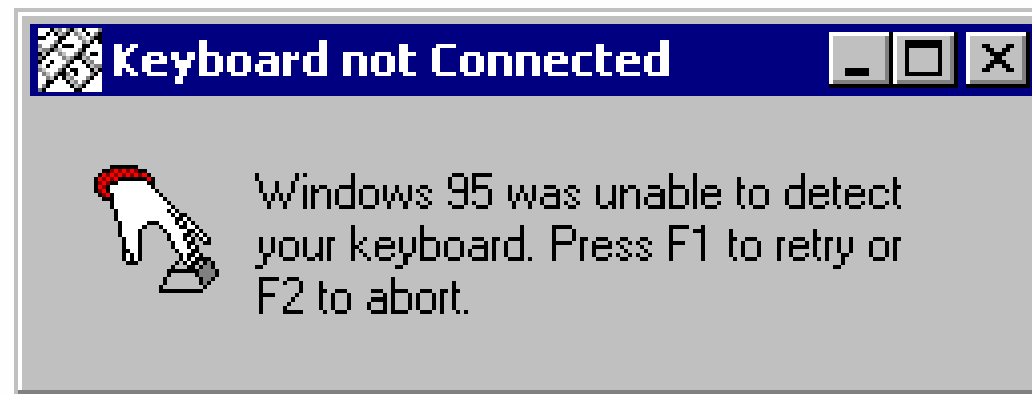 Keyboard not Connected
Windows 95 was unable to detect
your keyboard. Press F1 to retry or
F2 to abort.